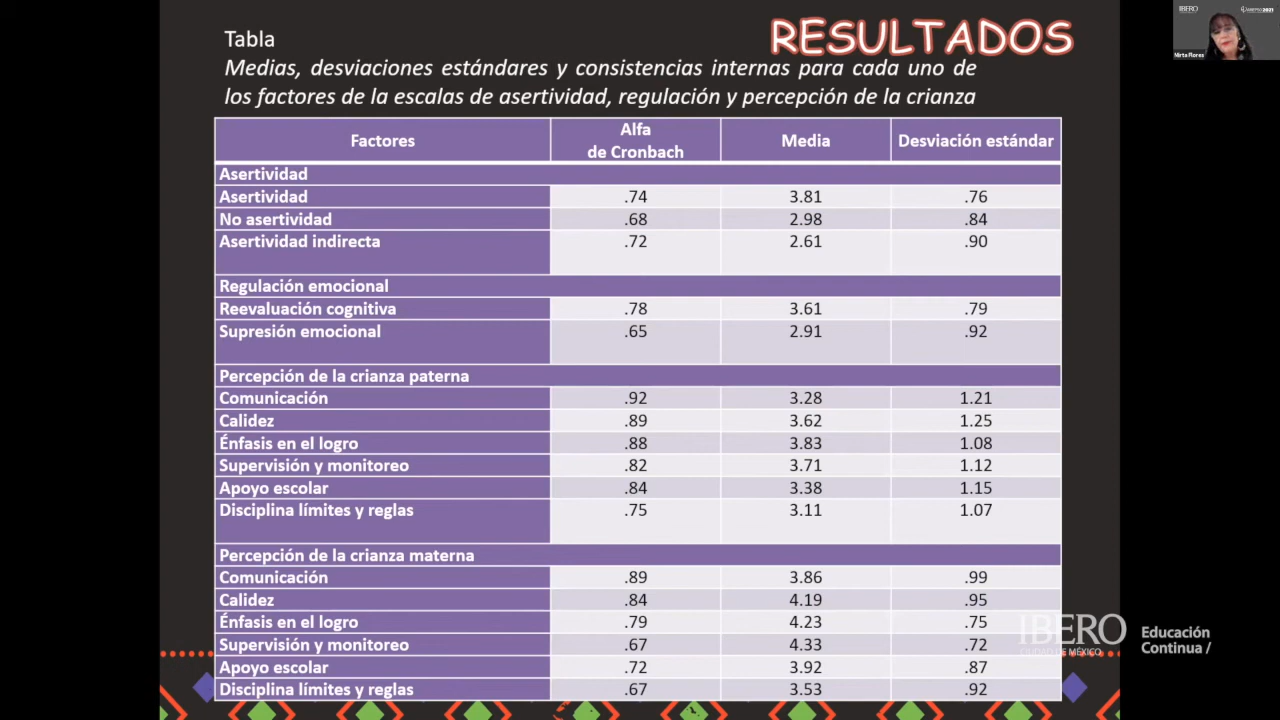 RESULTADOS
Tabla
Medias, desviaciones estándares y consistencias internas para cada uno de
los factores de la escalas de asertividad, regulación y percepción de la crianza
Factores Alfa de Cronbach Media Desviación estándar
Asertividad
Asertividad .74 3.81 .76
No asertividad .68 2.98 .84
Asertividad indirecta .72 2.61 .90
Regulación emocional
Reevaluación cognitiva .78 3.61 .79
Supresión emocional .65 2.91 .92
Percepción de la crianza paterna
Comunicación .92 3.28 1.21
Calidez .89 3.62 1.25
Énfasis en el logro .88 3.83 1.08
Supervisión y monitoreo .82 3.71 1.12
Apoyo escolar .84 3.38 1.15
Disciplina límites y reglas .75 3.11 1.07
Percepción de la crianza materna
Comunicación .89 3.86 .99
Calidez .84 4.19 .95
Énfasis en el logro .79 4.23 .75
Supervisión y monitoreo .67 4.33 .72
Apoyo escolar .72 3.92 .87
Disciplina límites y reglas .67 3.53 .92
IBERO
CIUDAD DE MÉXICO
Educación
Continua /
IBERO
Mirta Flores